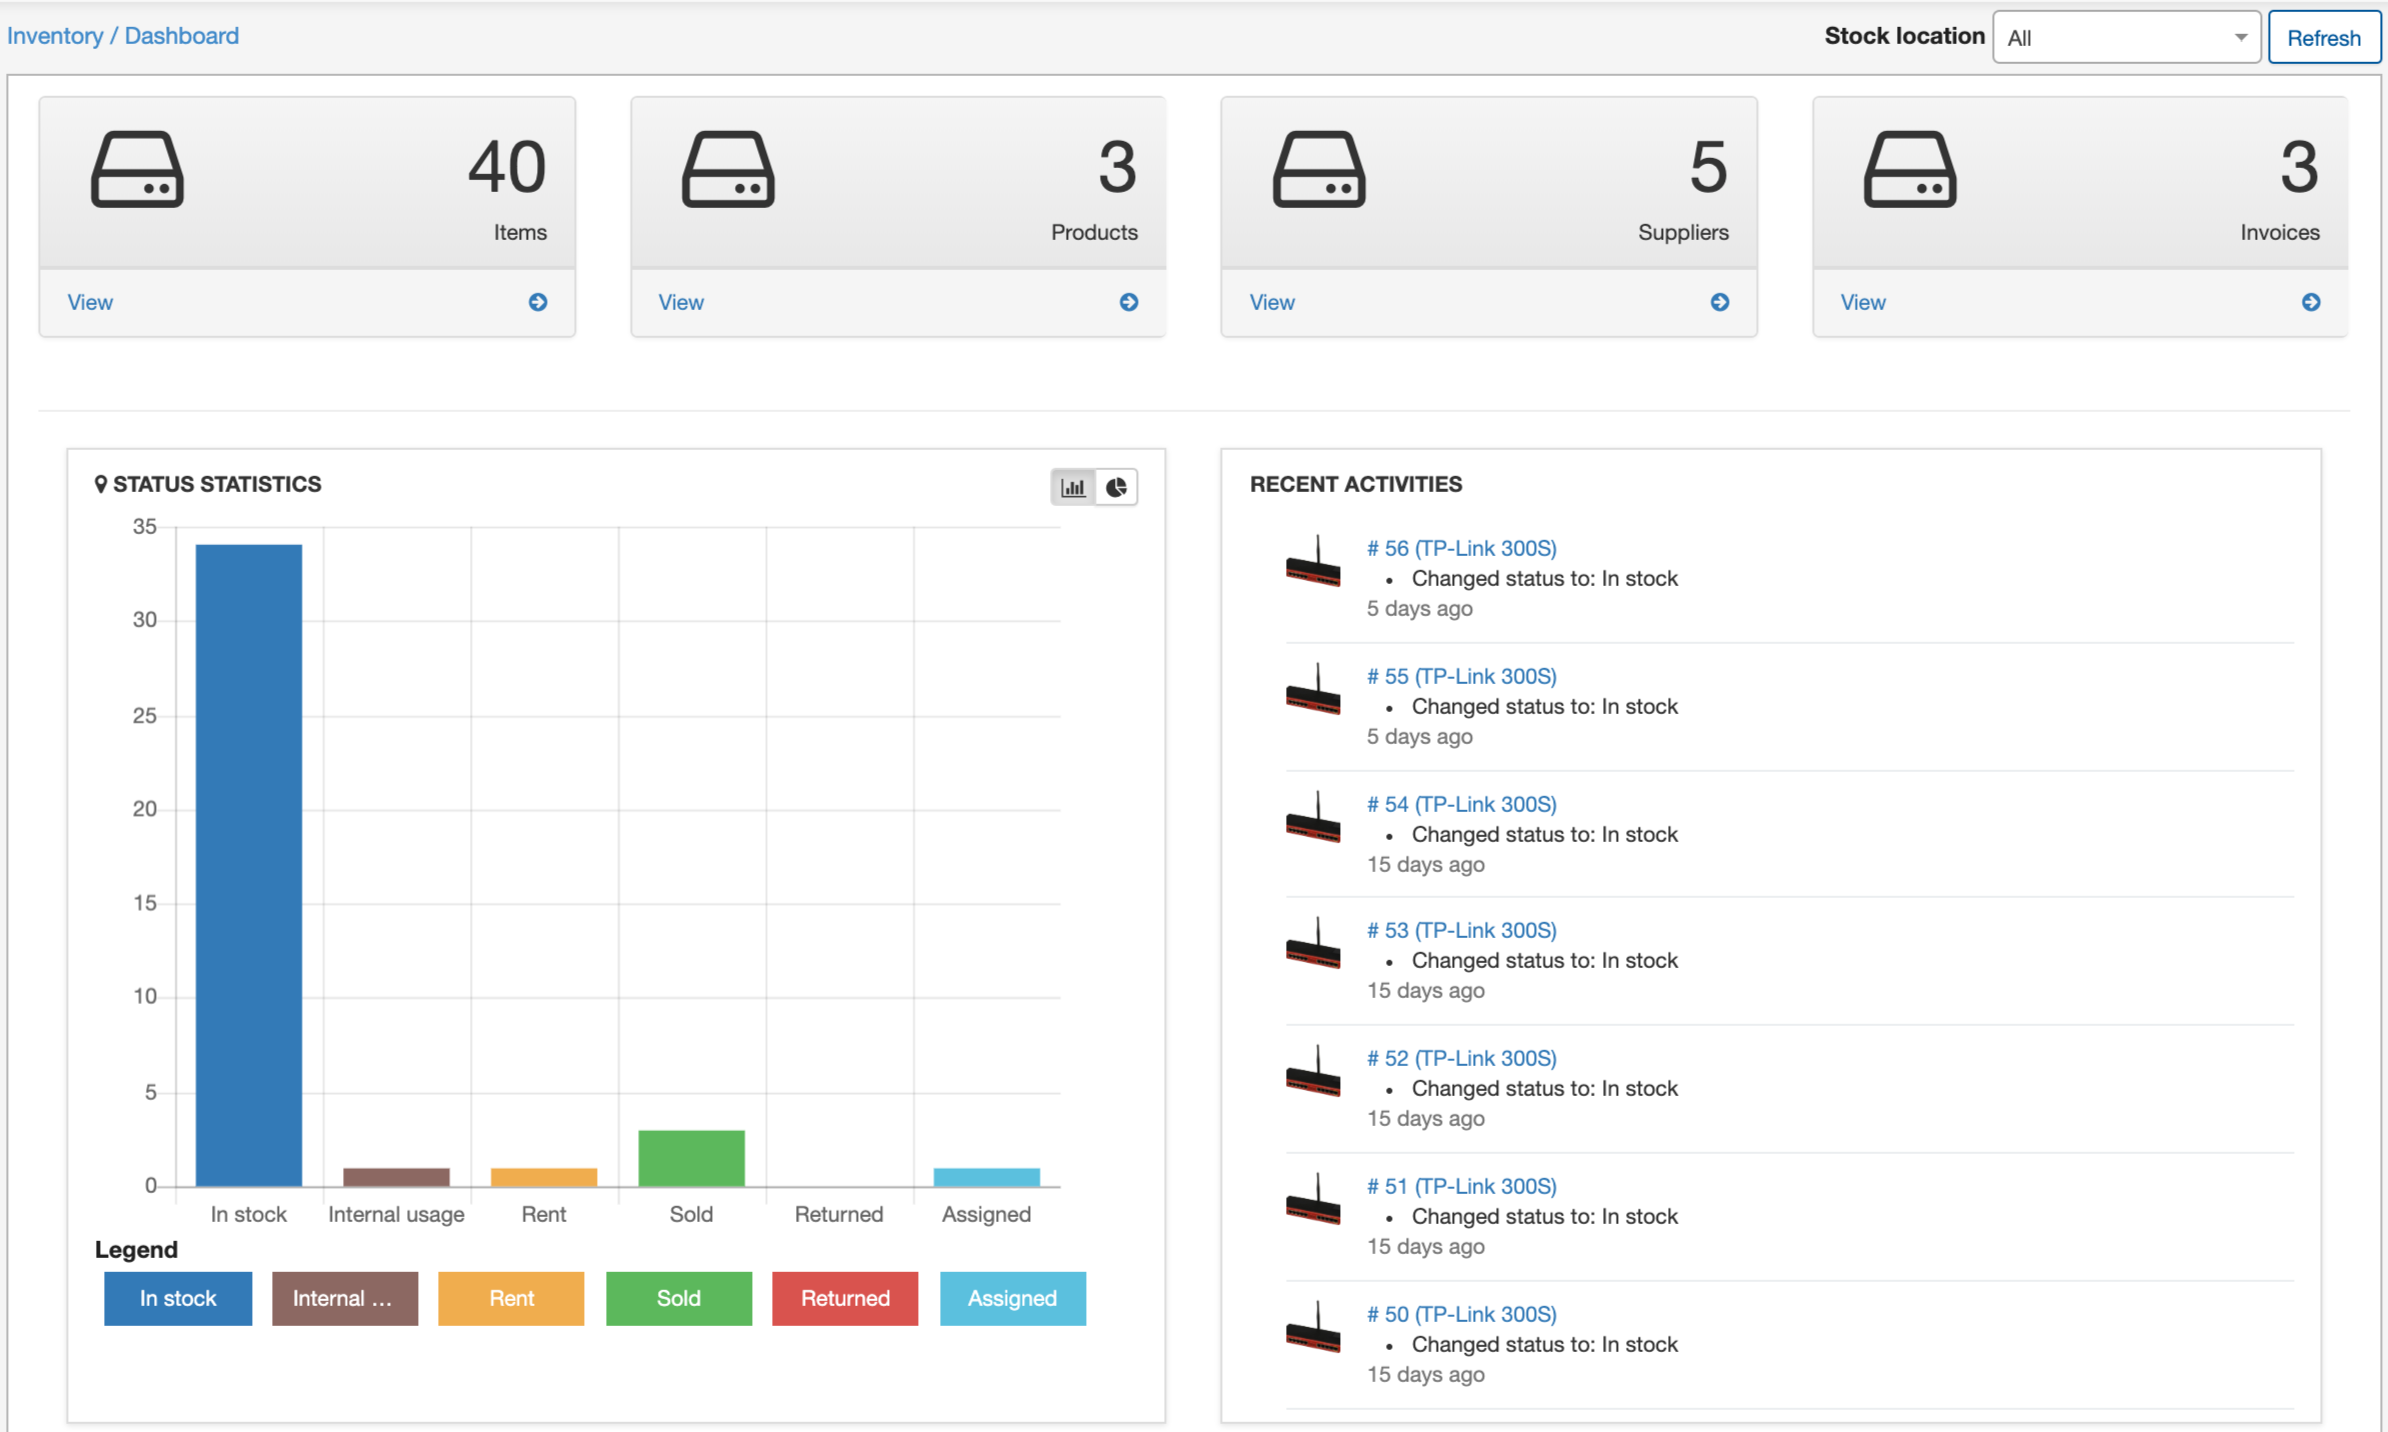 Inventory / Dashboard
Stock location All Refresh
40
Items
View
3
Products
View
5
Suppliers
View
3
Invoices
View
STATUS STATISTICS
35
30
25
20
15
10
5
0
In stock Internal usage Rent Sold Returned Assigned
Legend
In stock Internal ... Rent Sold Returned Assigned
RECENT ACTIVITIES
# 56 (TP-Link 300S)
• Changed status to: In stock
5 days ago
# 55 (TP-Link 300S)
• Changed status to: In stock
5 days ago
# 54 (TP-Link 300S)
• Changed status to: In stock
15 days ago
# 53 (TP-Link 300S)
• Changed status to: In stock
15 days ago
# 52 (TP-Link 300S)
• Changed status to: In stock
15 days ago
# 51 (TP-Link 300S)
• Changed status to: In stock
15 days ago
# 50 (TP-Link 300S)
• Changed status to: In stock
15 days ago